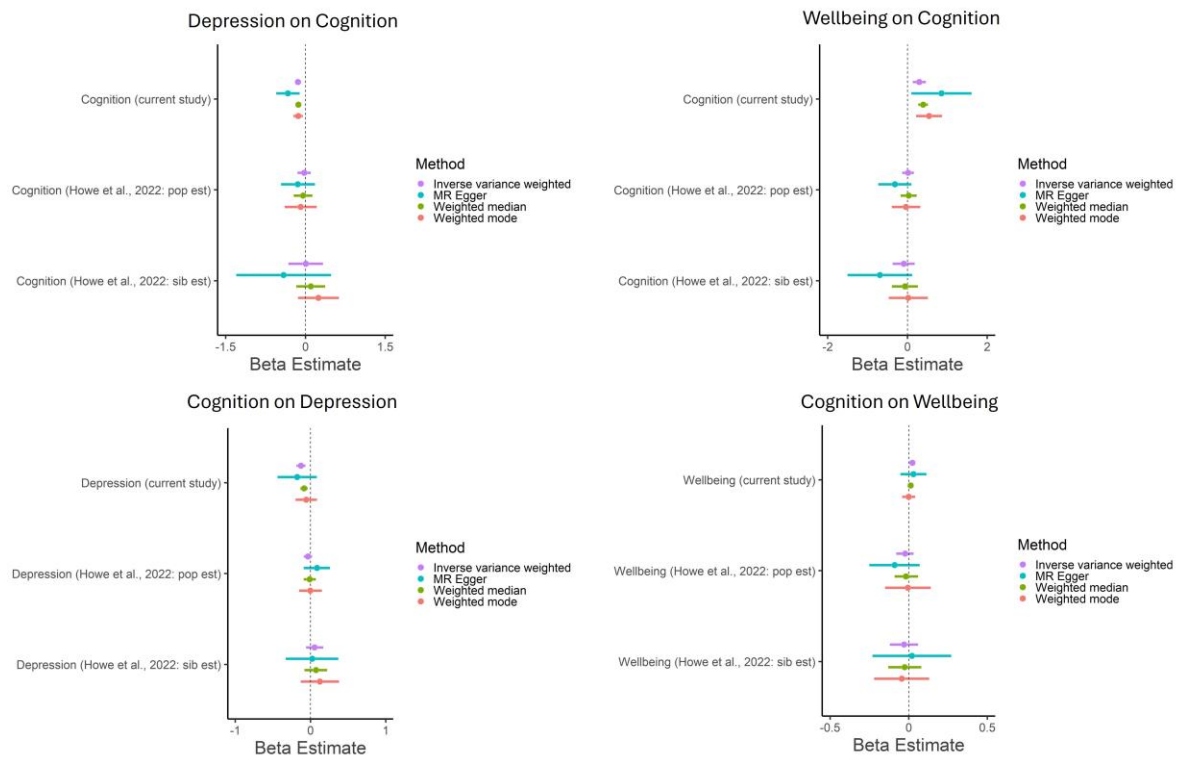 Depression on Cognition
Cognition (current study)
Cognition (Howe et al., 2022: pop est)
Cognition (Howe et al., 2022: sib est)
-1.5 0 1.5
Beta Estimate
Method
Inverse variance weighted
MR Egger
Weighted median
Weighted mode
Wellbeing on Cognition
Cognition (current study)
Cognition (Howe et al., 2022: pop est)
Cognition (Howe et al., 2022: sib est)
-2 0 2
Beta Estimate
Method
Inverse variance weighted
MR Egger
Weighted median
Weighted mode
Cognition on Depression
Depression (current study)
Depression (Howe et al., 2022: pop est)
Depression (Howe et al., 2022: sib est)
-1 0 1
Beta Estimate
Method
Inverse variance weighted
MR Egger
Weighted median
Weighted mode
Cognition on Wellbeing
Wellbeing (current study)
Wellbeing (Howe et al., 2022: pop est)
Wellbeing (Howe et al., 2022: sib est)
-0.5 0 0.5
Beta Estimate
Method
Inverse variance weighted
MR Egger
Weighted median
Weighted mode